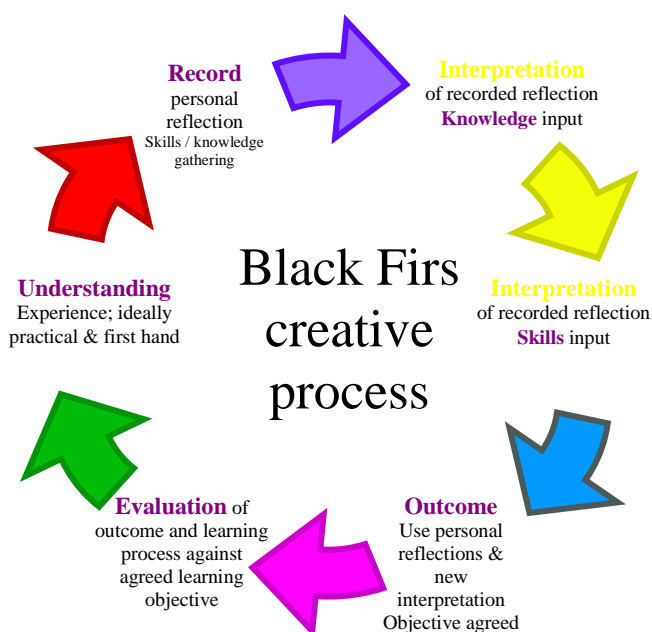 Record
personal
reflection
Skills / knowledge
gathering
Interpretation
of recorded reflection
Knowledge input
Interpretation
of recorded reflection
Skills input
Outcome
Use personal
reflections &
new
interpretation
Objective agreed
Evaluation of
outcome and learning
process against
agreed learning
objective
Understanding
Experience; ideally
practical & first hand
Black Firs
creative
process